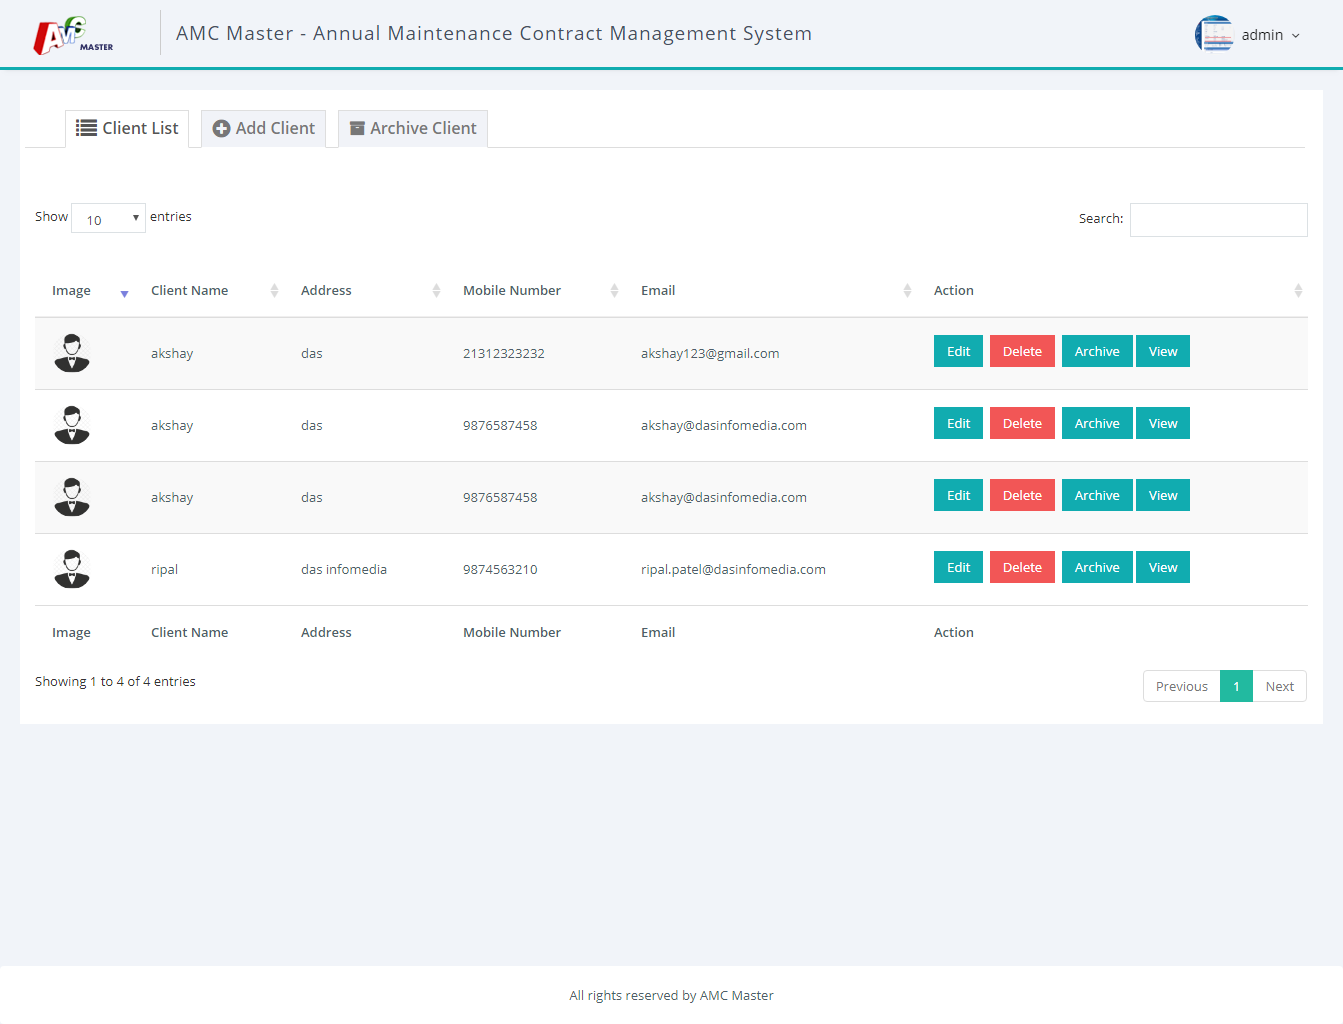 AMC MASTER AMC Master - Annual Maintenance Contract Management System admin
Client List Add Client Archive Client
Show 10 entries Search:
Image Client Name Address Mobile Number Email Action
akshay das 21312323232 akshay123@gmail.com Edit Delete Archive View
akshay das 9876587458 akshay@dasinfomedia.com Edit Delete Archive View
akshay das 9876587458 akshay@dasinfomedia.com Edit Delete Archive View
ripal das infomedia 9874563210 ripal.patel@dasinfomedia.com Edit Delete Archive View
Image Client Name Address Mobile Number Email Action
Showing 1 to 4 of 4 entries Previous 1 Next
All rights reserved by AMC Master